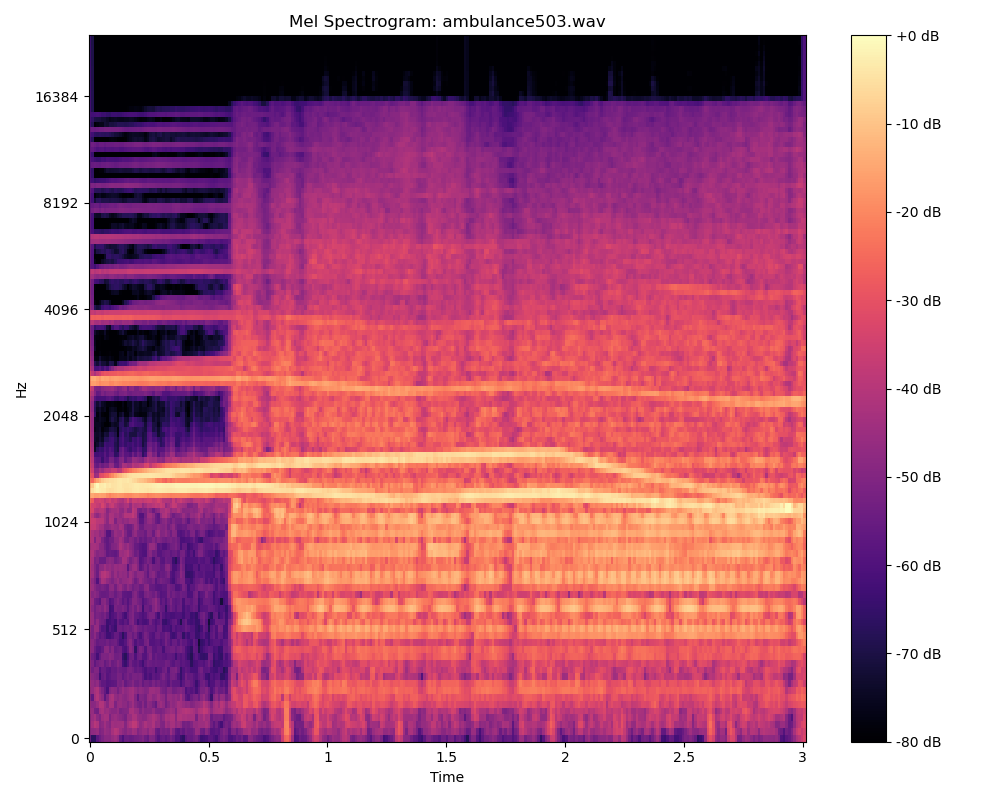 Mel Spectrogram: ambulance503.wav
Hz
16384
8192
4096
2048
1024
512
0
0
0.5
1
1.5
2
2.5
3
Time
+0 dB
-10 dB
-20 dB
-30 dB
-40 dB
-50 dB
-60 dB
-70 dB
-80 dB